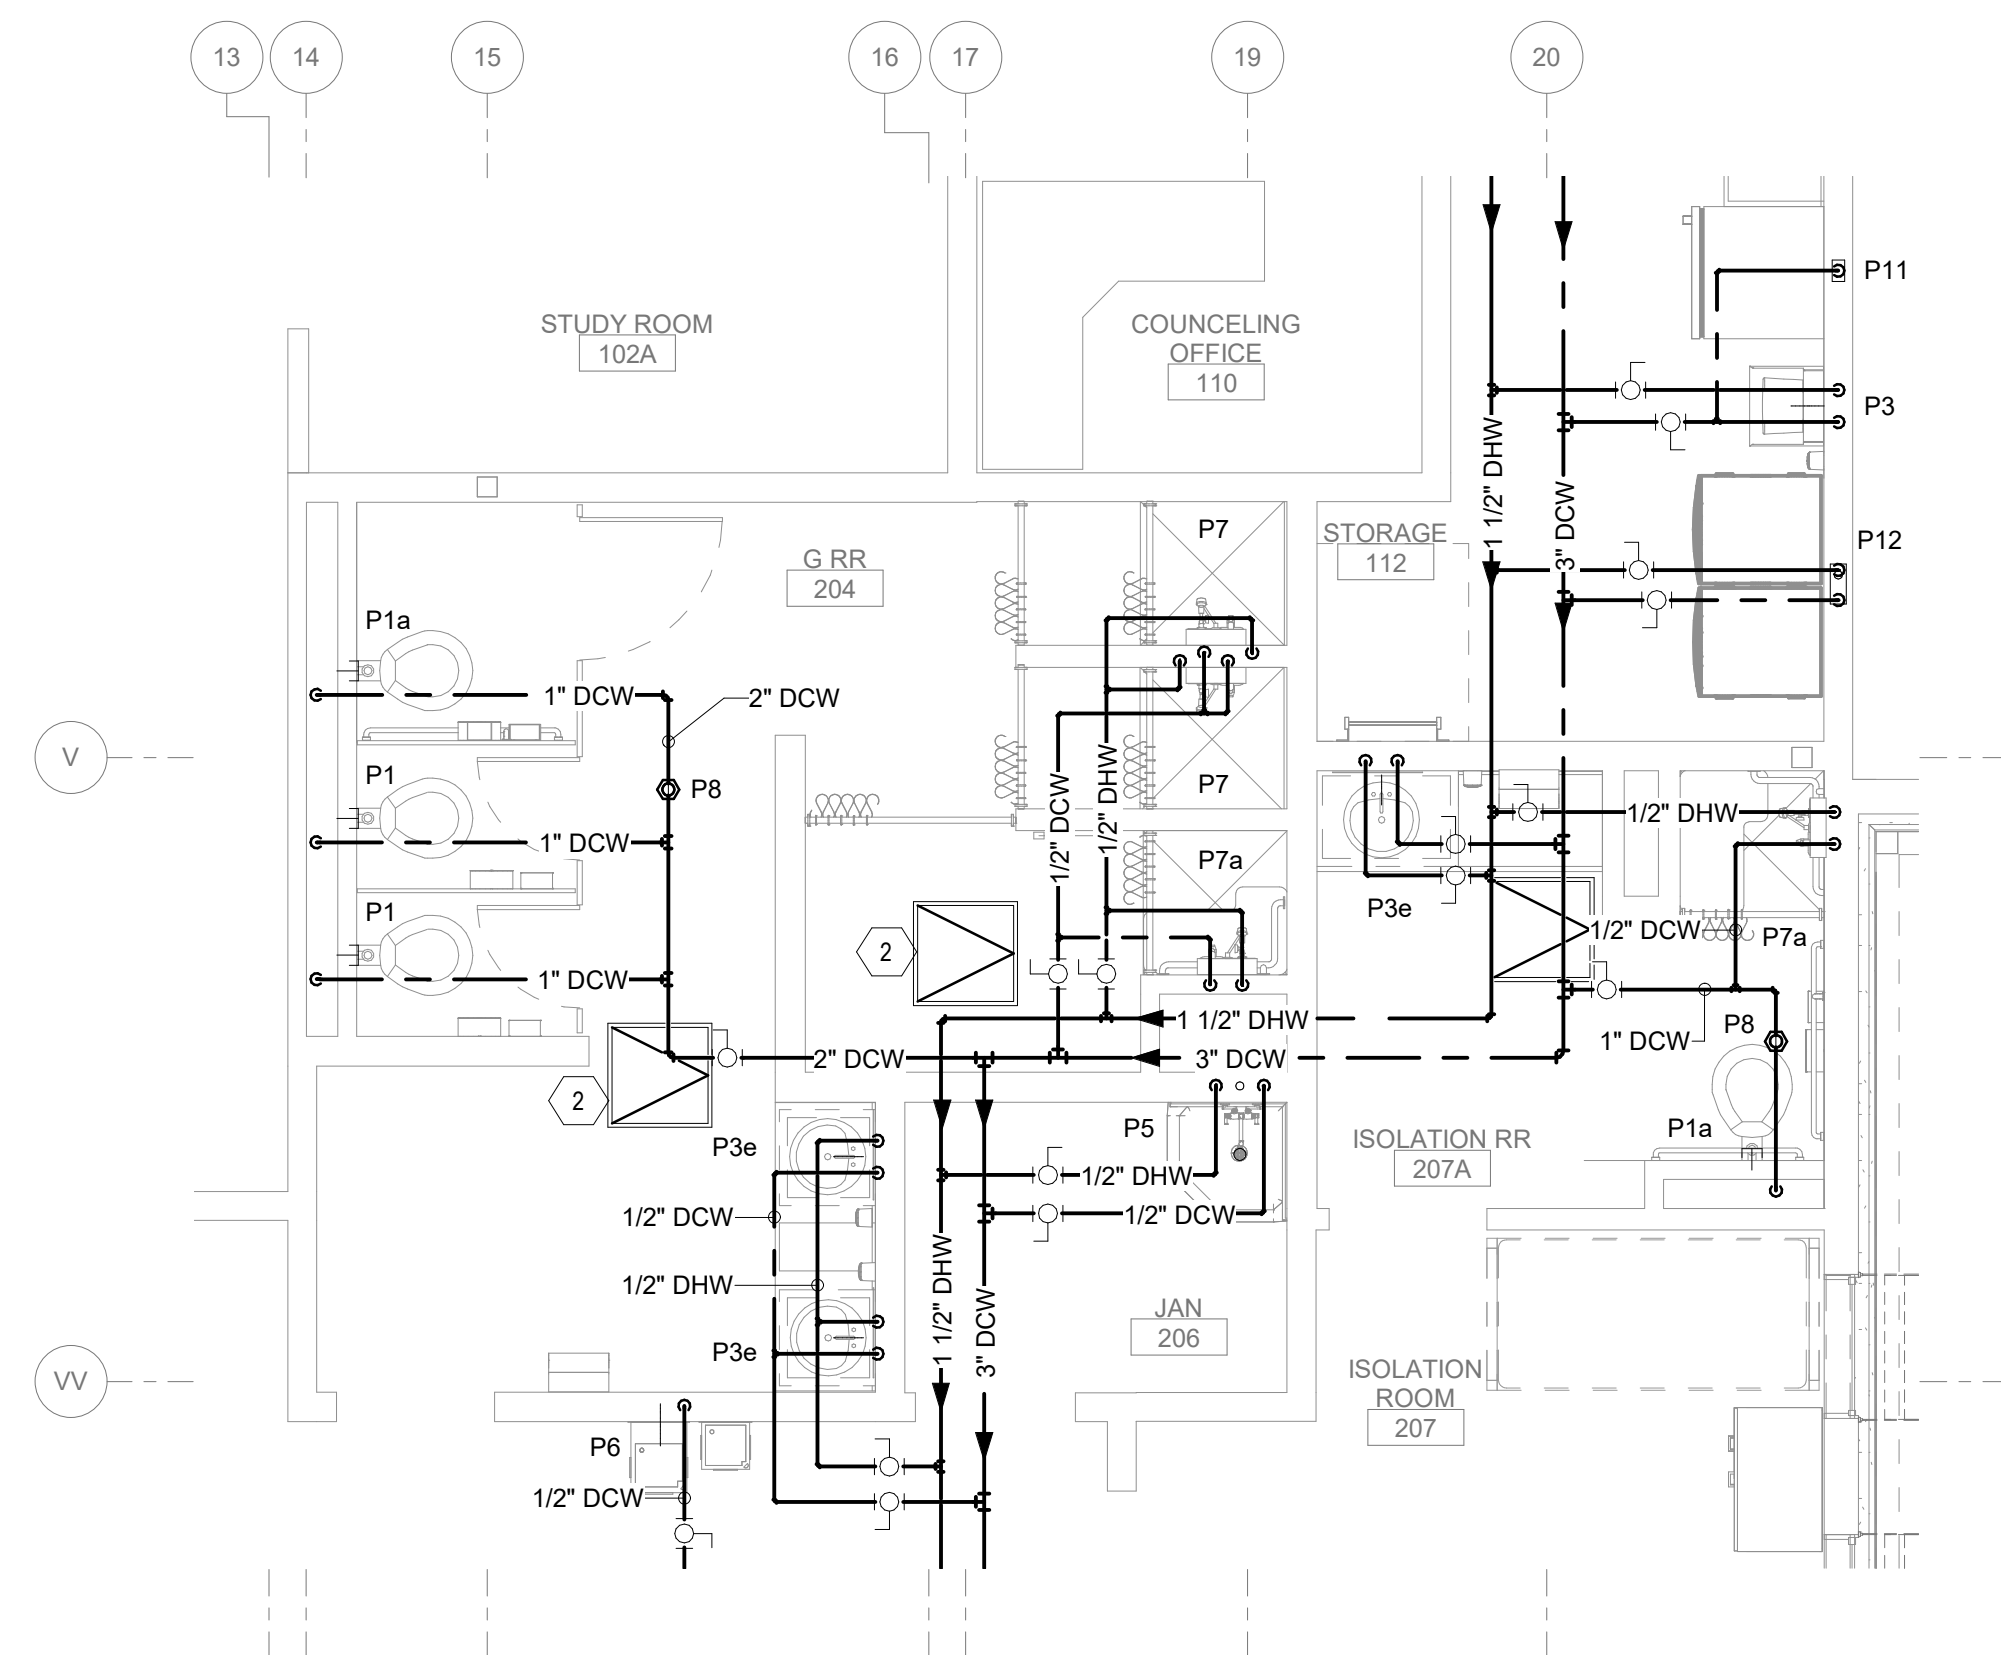 13
14
15
16
17
19
20
P11
STUDY ROOM
102A
COUNCELING
OFFICE
110
P3
1 1/2" DHW
3" DCW
P7
STORAGE
112
P12
G RR
204
P1a
1" DCW
2" DCW
V
P1
P8
P7
1/2" DCW
1/2" DHW
1/2" DHW
1" DCW
P7a
P1
P3e
1/2" DCW
P7a
2
1" DCW
1 1/2" DHW
P8
1" DCW
2" DCW
3" DCW
2
P3e
P5
ISOLATION RR
207A
P1a
1/2" DHW
1/2" DCW
1/2" DCW
1/2" DHW
1 1/2" DHW
3" DCW
JAN
206
P3e
VV
ISOLATION
ROOM
207
P6
1/2" DCW